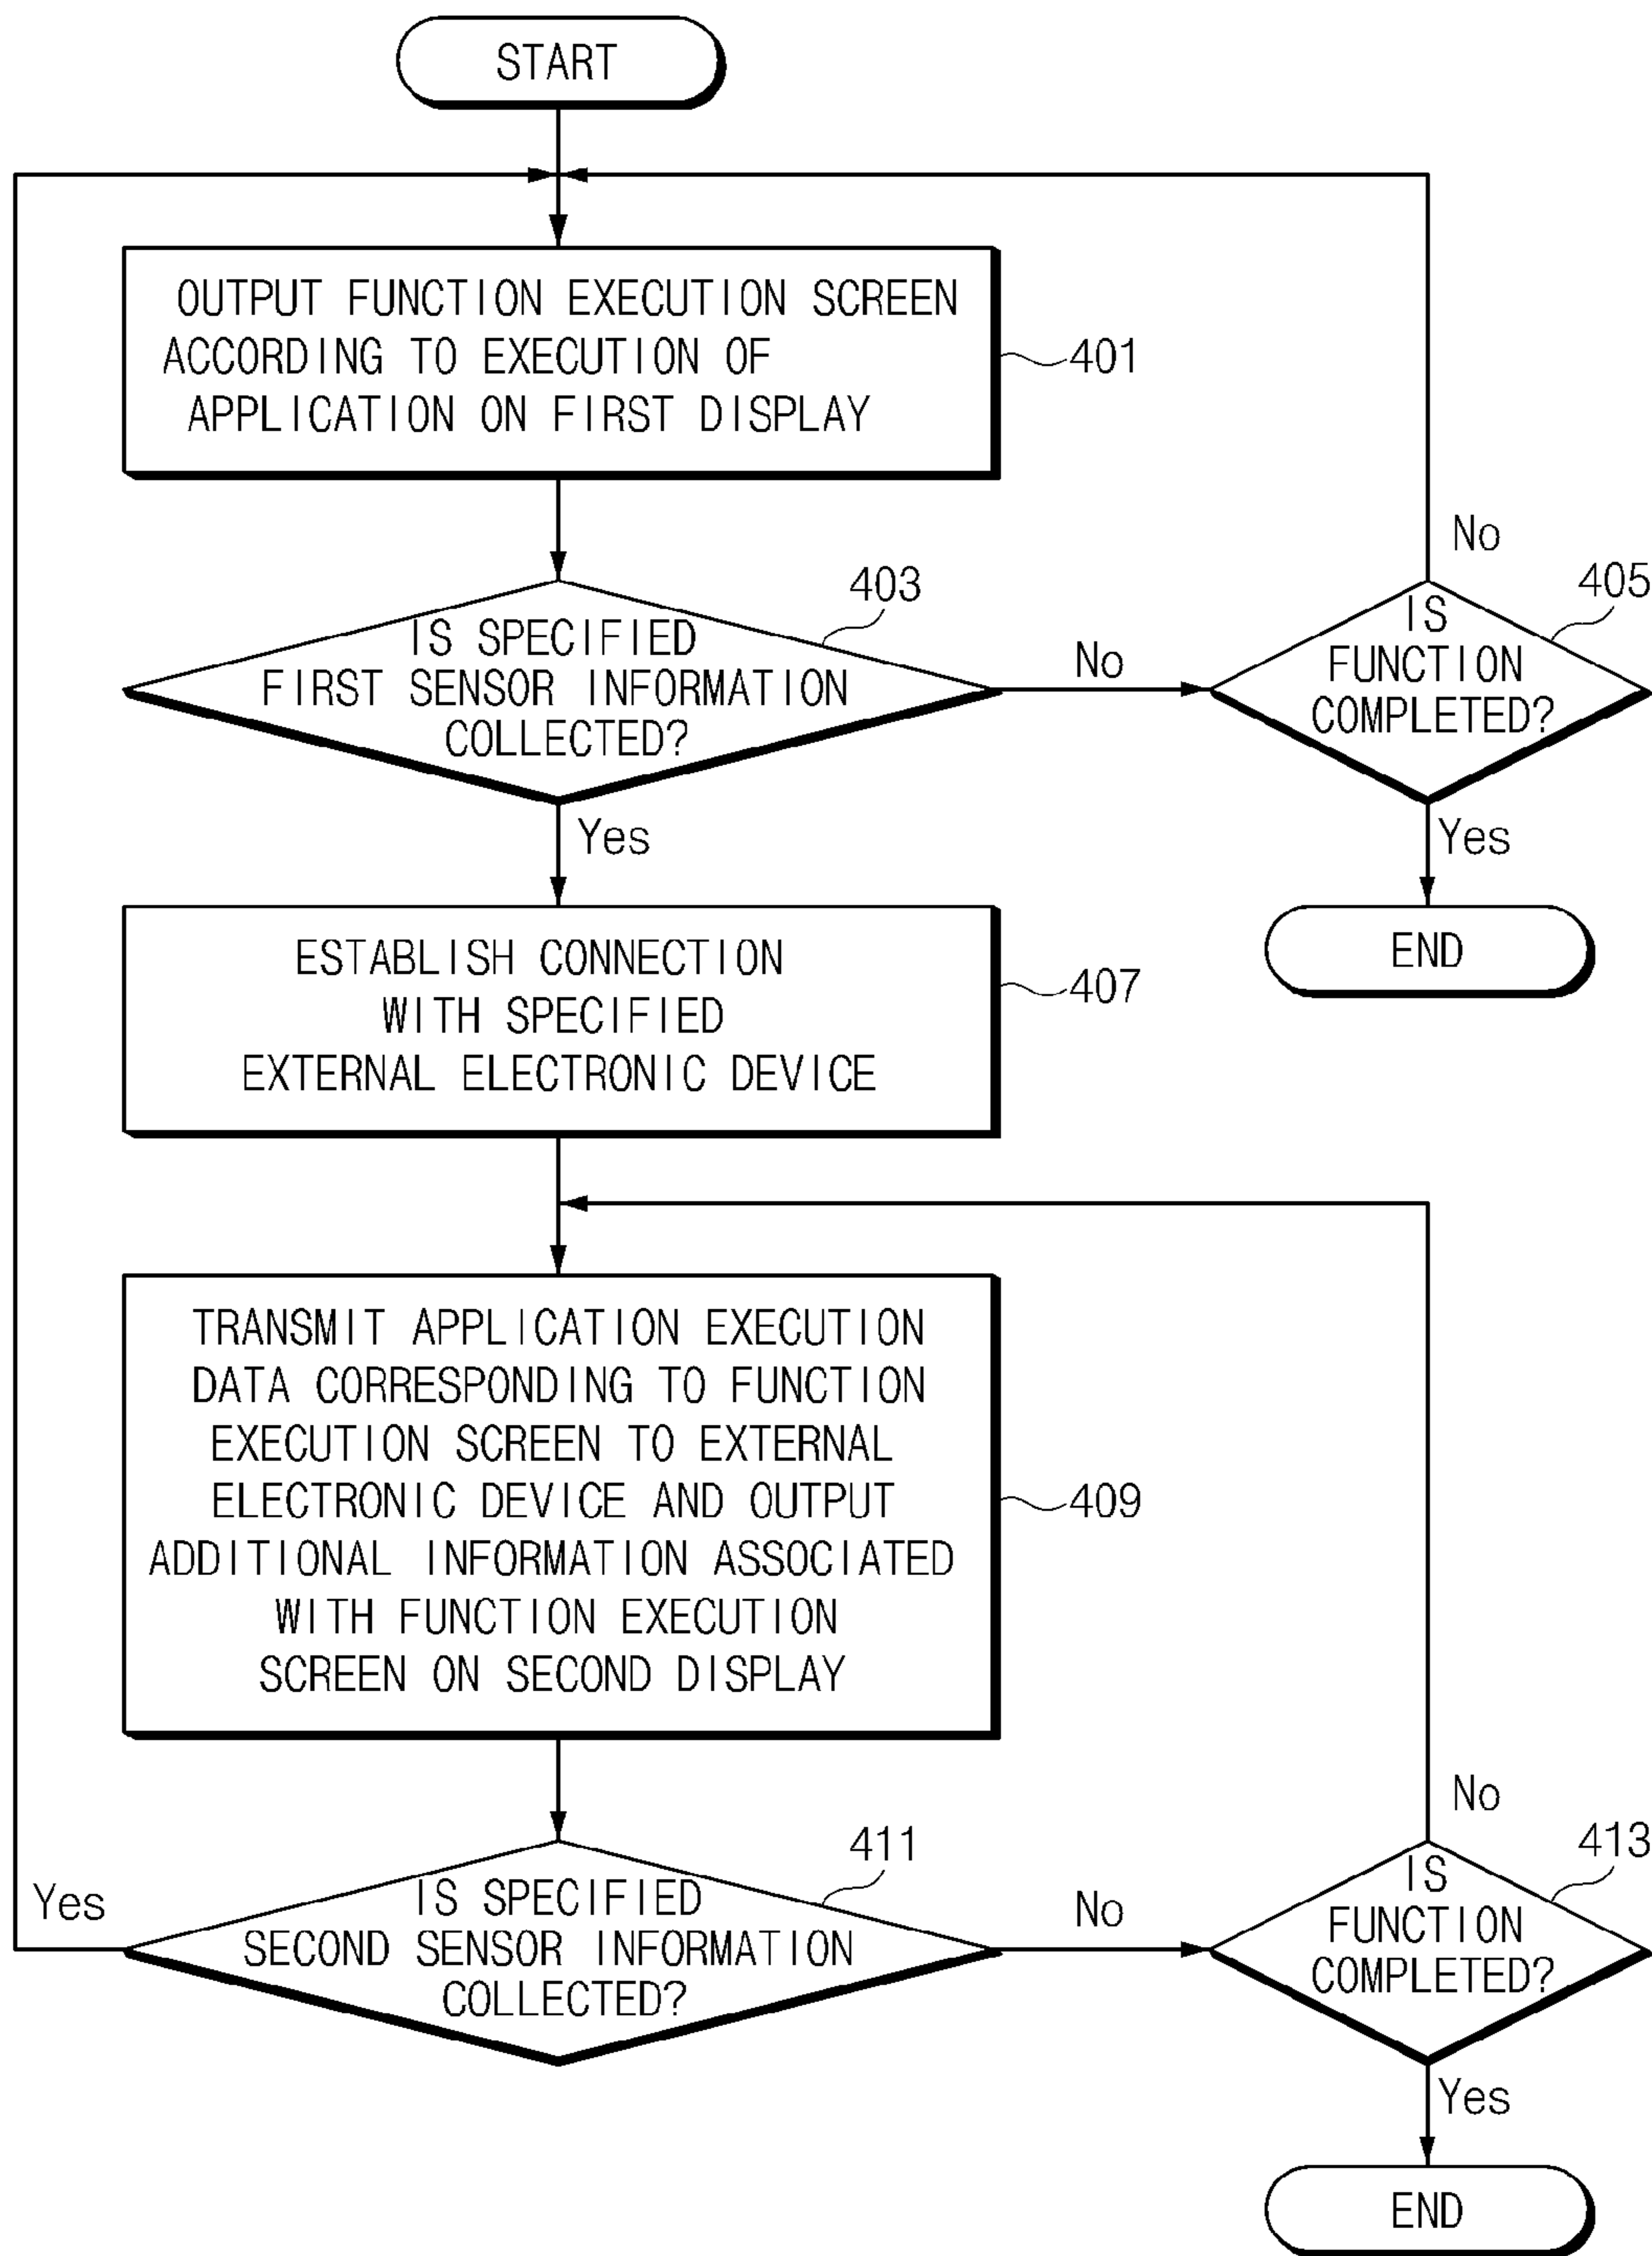 START
OUTPUT FUNCTION EXECUTION SCREEN
ACCORDING TO EXECUTION OF
APPLICATION ON FIRST DISPLAY
401
403
IS SPECIFIED
FIRST SENSOR INFORMATION
COLLECTED?
No
No
405
IS
FUNCTION
COMPLETED?
Yes
Yes
END
ESTABLISH CONNECTION
WITH SPECIFIED
EXTERNAL ELECTRONIC DEVICE
407
TRANSMIT APPLICATION EXECUTION
DATA CORRESPONDING TO FUNCTION
EXECUTION SCREEN TO EXTERNAL
ELECTRONIC DEVICE AND OUTPUT
ADDITIONAL INFORMATION ASSOCIATED
WITH FUNCTION EXECUTION
SCREEN ON SECOND DISPLAY
409
411
Yes
IS SPECIFIED
SECOND SENSOR INFORMATION
COLLECTED?
No
No
413
IS
FUNCTION
COMPLETED?
Yes
END